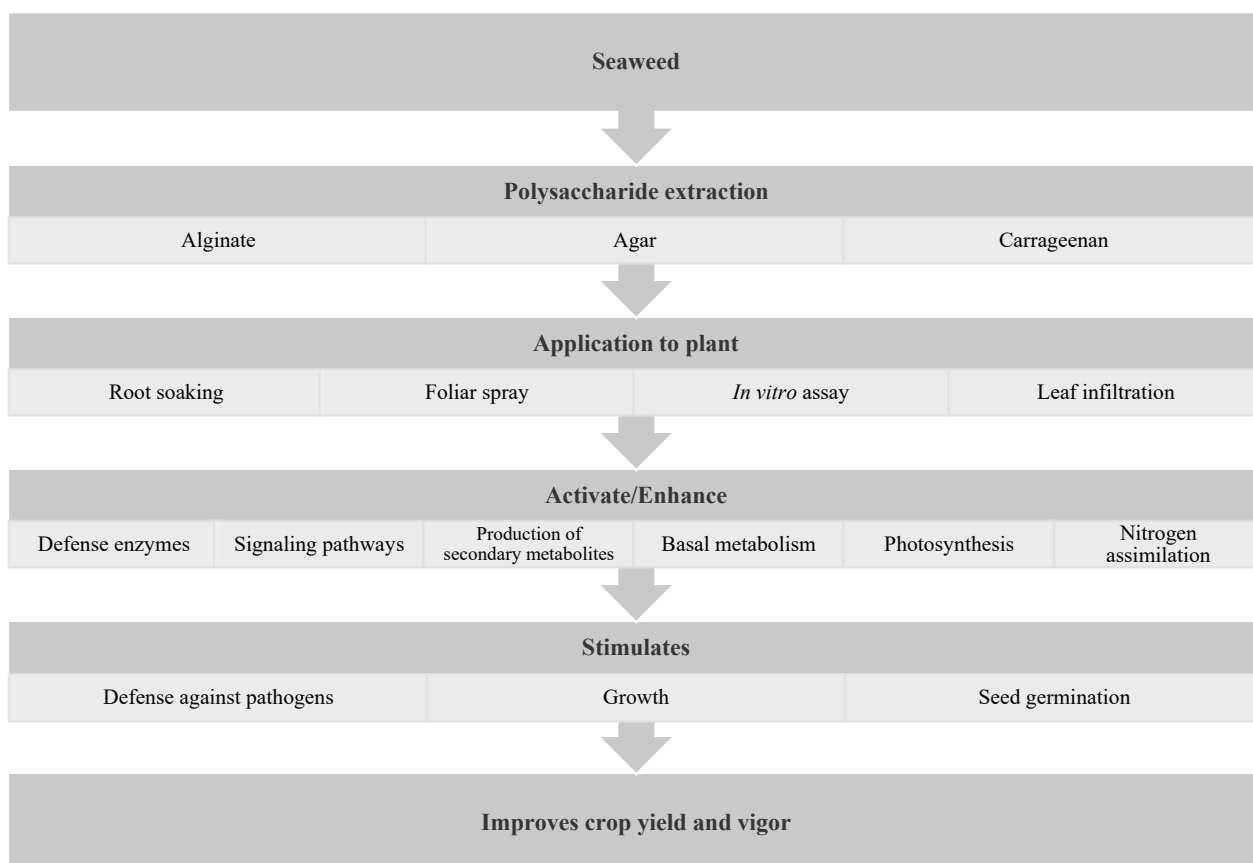 Seaweed
Polysaccharide extraction
Alginate
Agar
Carrageenan
Application to plant
Root soaking
Foliar spray
In vitro assay
Leaf infiltration
Activate/Enhance
Defense enzymes
Signaling pathways
Production of
secondary metabolites
Basal metabolism
Photosynthesis
Nitrogen
assimilation
Stimulates
Defense against pathogens
Growth
Seed germination
Improves crop yield and vigor